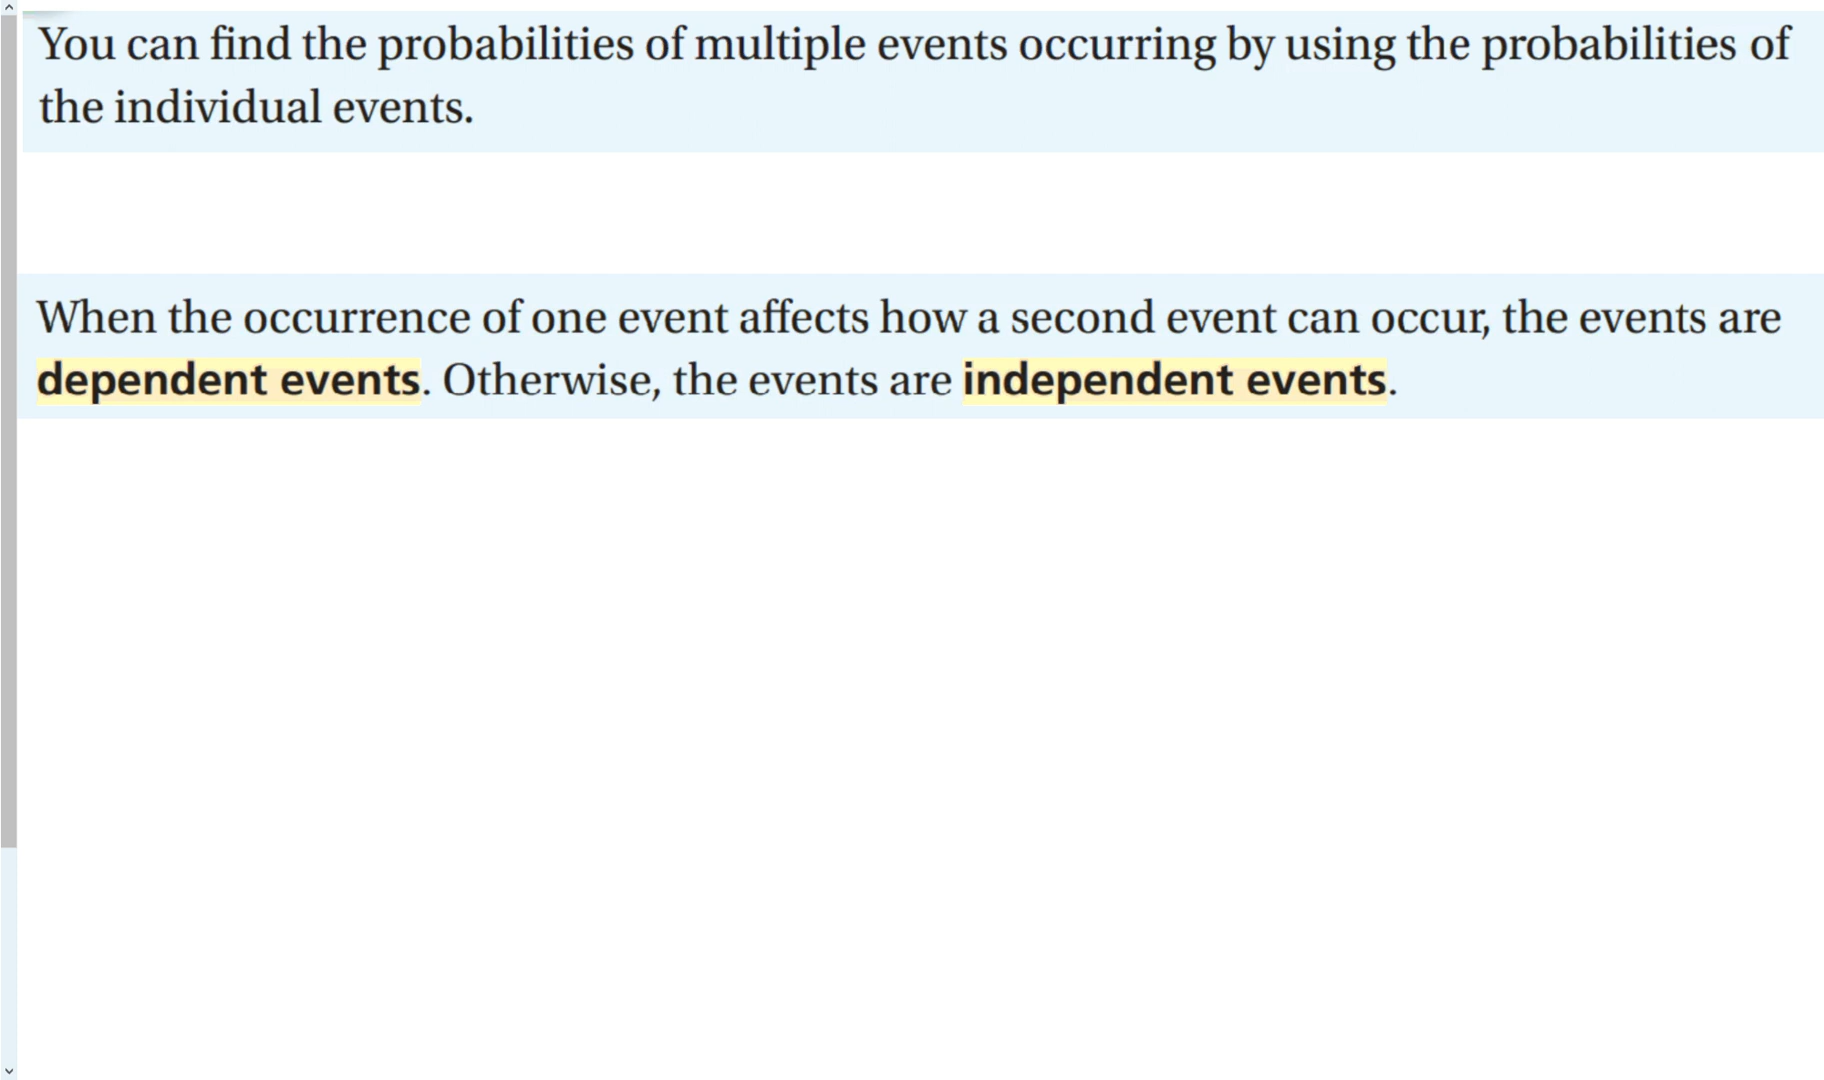 You can find the probabilities of multiple events occurring by using the probabilities of
the individual events.
When the occurrence of one event affects how a second event can occur, the events are
dependent events. Otherwise, the events are independent events.